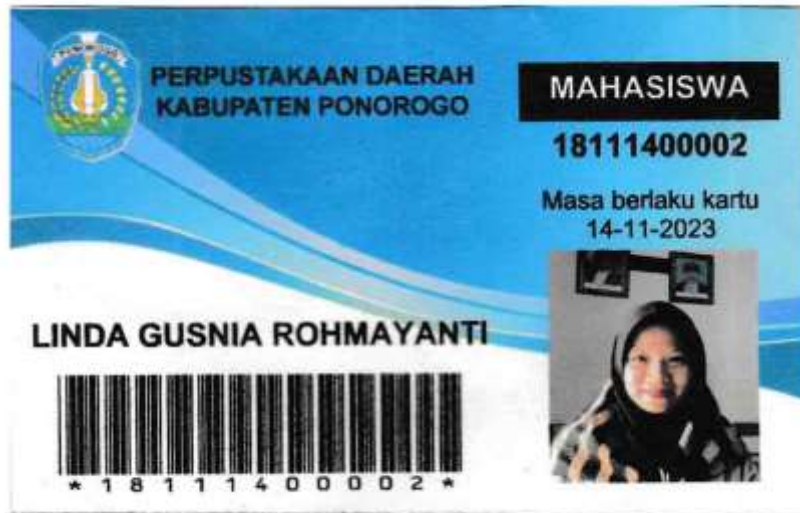 PERPUSTAKAAN DAERAH
KABUPATEN PONOROGO
MAHASISWA
18111400002
Masa berlaku kartu
14-11-2023
LINDA GUSNIA ROHMAYANTI
*18111400002*